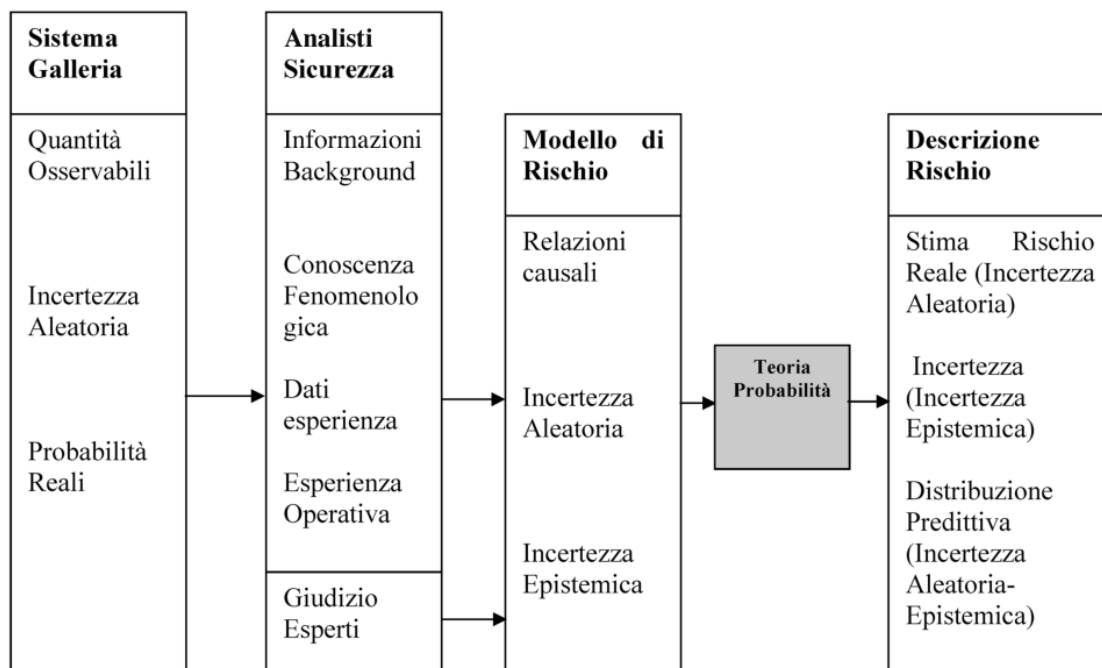 Sistema
Galleria
Quantità
Osservabili
Incertezza
Aleatoria
Probabilità
Reali
Analisti
Sicurezza
Informazioni
Background
Conoscenza
Fenomenolo
gica
Dati
esperienza
Esperienza
Operativa
Giudizio
Esperti
Modello di
Rischio
Relazioni
causali
Incertezza
Aleatoria
Incertezza
Epistemica
Teoria
Probabilità
Descrizione
Rischio
Stima Rischio
Reale (Incertezza
Aleatoria)
Incertezza
(Incertezza
Epistemica)
Distribuzione
Predittiva
(Incertezza
Aleatoria-
Epistemica)